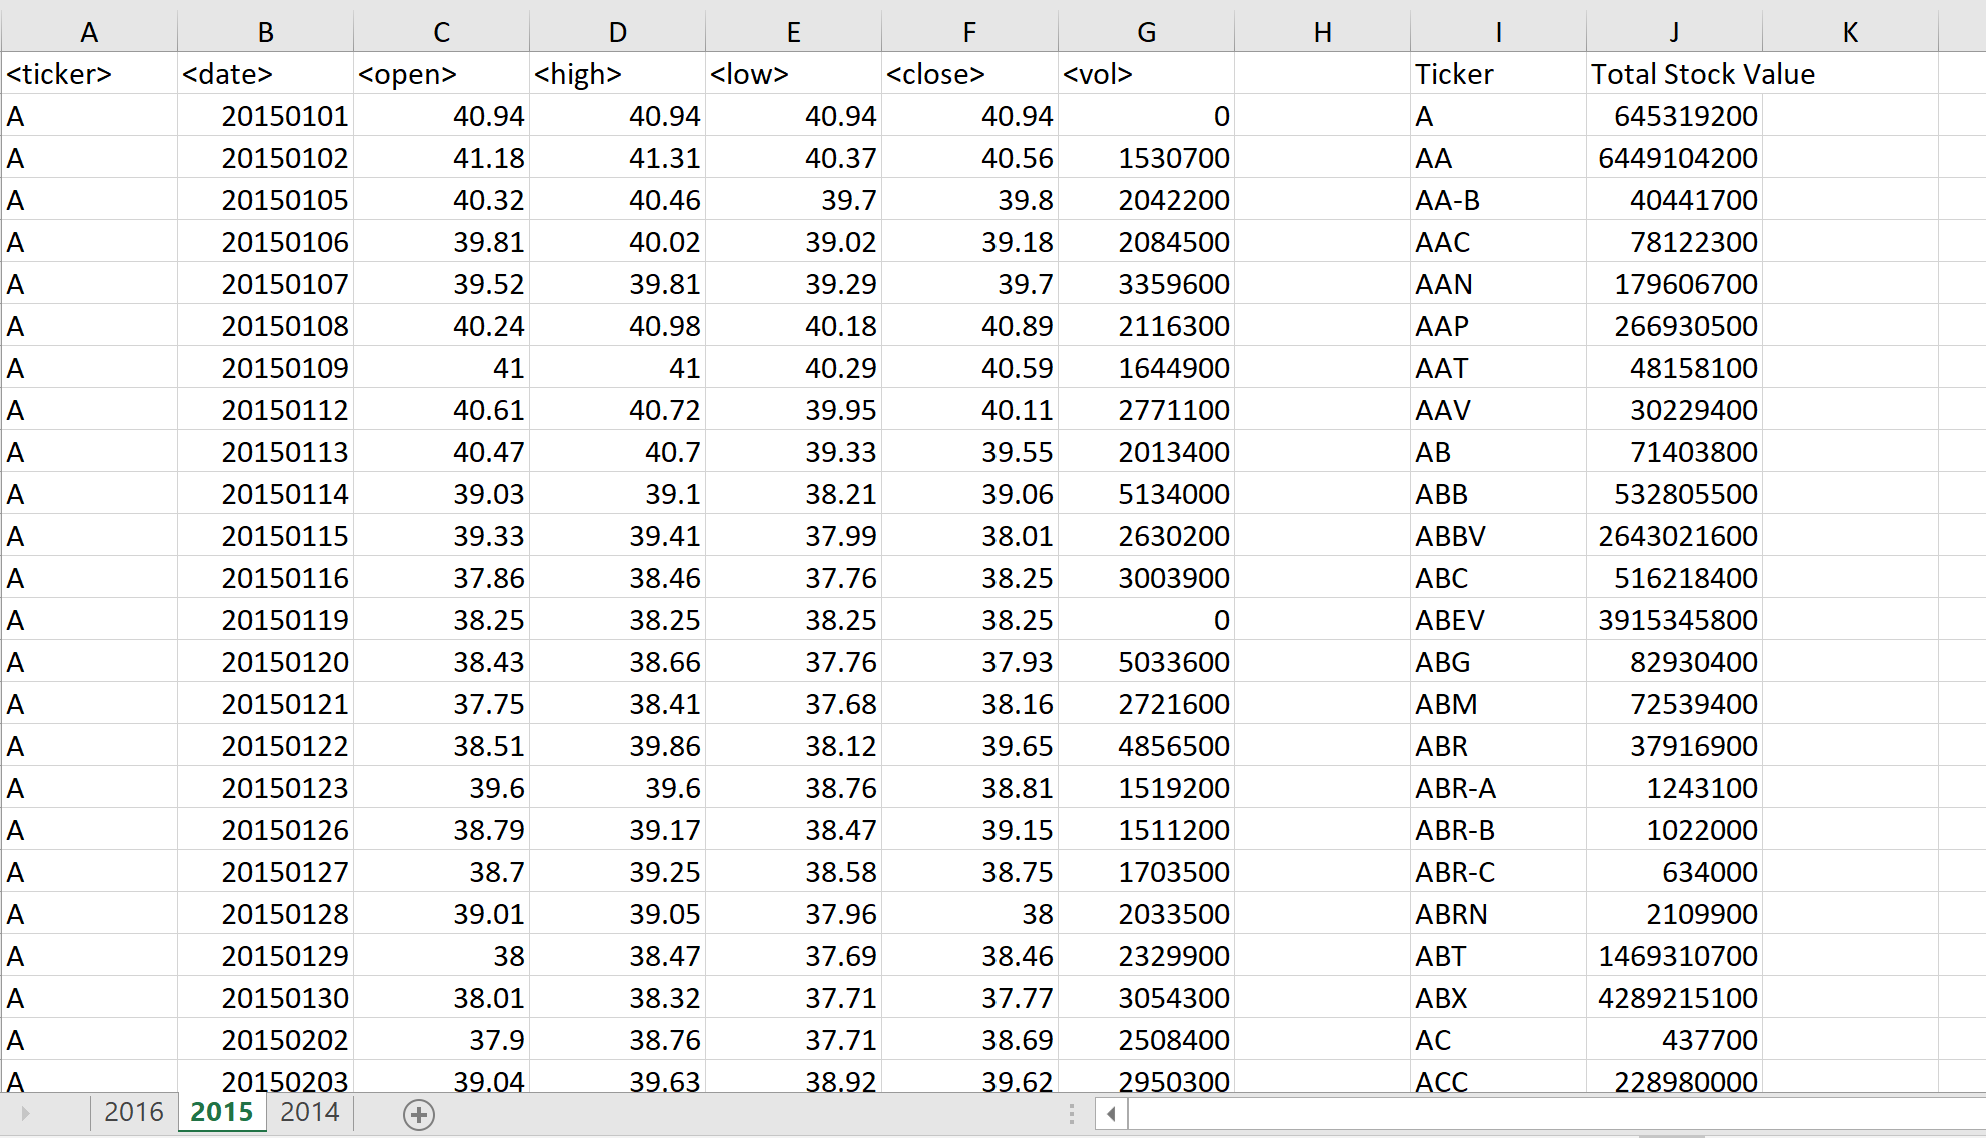 A B C D E F G H I J K
<ticker> <date> <open> <high> <low> <close> <vol> Ticker Total Stock Value
A 20150101 40.94 40.94 40.94 40.94 0 A 645319200
A 20150102 41.18 41.31 40.37 40.56 1530700 AA 6449104200
A 20150105 40.32 40.46 39.7 39.8 2042200 AA-B 40441700
A 20150106 39.81 40.02 39.02 39.18 2084500 AAC 78122300
A 20150107 39.52 39.81 39.29 39.7 3359600 AAN 179606700
A 20150108 40.24 40.98 40.18 40.89 2116300 AAP 266930500
A 20150109 41 41 40.29 40.59 1644900 AAT 48158100
A 20150112 40.61 40.72 39.95 40.11 2771100 AAV 30229400
A 20150113 40.47 40.7 39.33 39.55 2013400 AB 71403800
A 20150114 39.03 39.1 38.21 39.06 5134000 ABB 532805500
A 20150115 39.33 39.41 37.99 38.01 2630200 ABBV 2643021600
A 20150116 37.86 38.46 37.76 38.25 3003900 ABC 516218400
A 20150119 38.25 38.25 38.25 38.25 0 ABEV 3915345800
A 20150120 38.43 38.66 37.76 37.93 5033600 ABG 82930400
A 20150121 37.75 38.41 37.68 38.16 2721600 ABM 72539400
A 20150122 38.51 39.86 38.12 39.65 4856500 ABR 37916900
A 20150123 39.6 39.6 38.76 38.81 1519200 ABR-A 1243100
A 20150126 38.79 39.17 38.47 39.15 1511200 ABR-B 1022000
A 20150127 38.7 39.25 38.58 38.75 1703500 ABR-C 634000
A 20150128 39.01 39.05 37.96 38 2033500 ABRN 2109900
A 20150129 38 38.47 37.69 38.46 2329900 ABT 1469310700
A 20150130 38.01 38.32 37.71 37.77 3054300 ABX 4289215100
A 20150202 37.9 38.76 37.71 38.69 2508400 AC 437700
A 20150203 39.04 39.63 38.92 39.62 2950300 ACC 228980000
2016 2015 2014